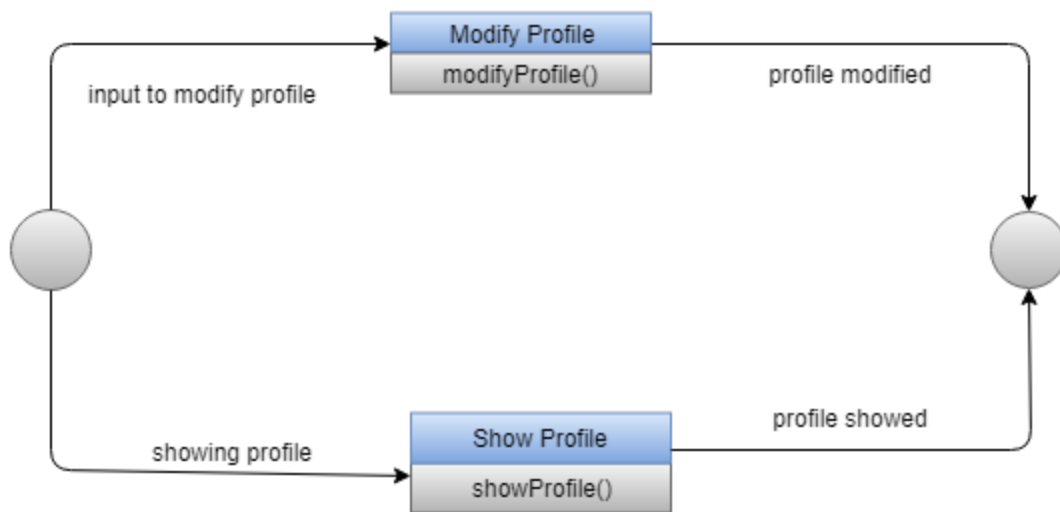 Modify Profile
modifyProfile()
input to modify profile
profile modified
showing profile
Show Profile
showProfile()
profile showed